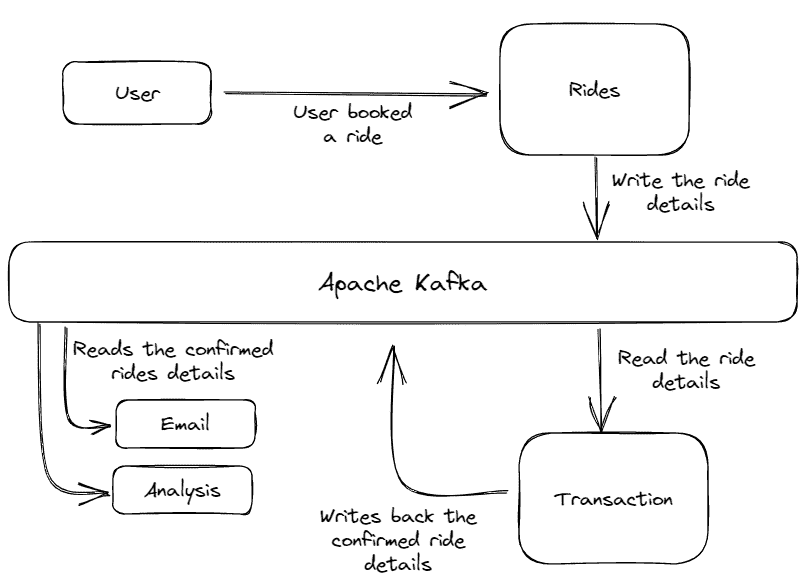 User
Rides
User booked
a ride
Write the ride
details
Apache Kafka
Reads the confirmed
rides details
Read the ride
details
Email
Analysis
Transaction
Writes back the
confirmed ride
details